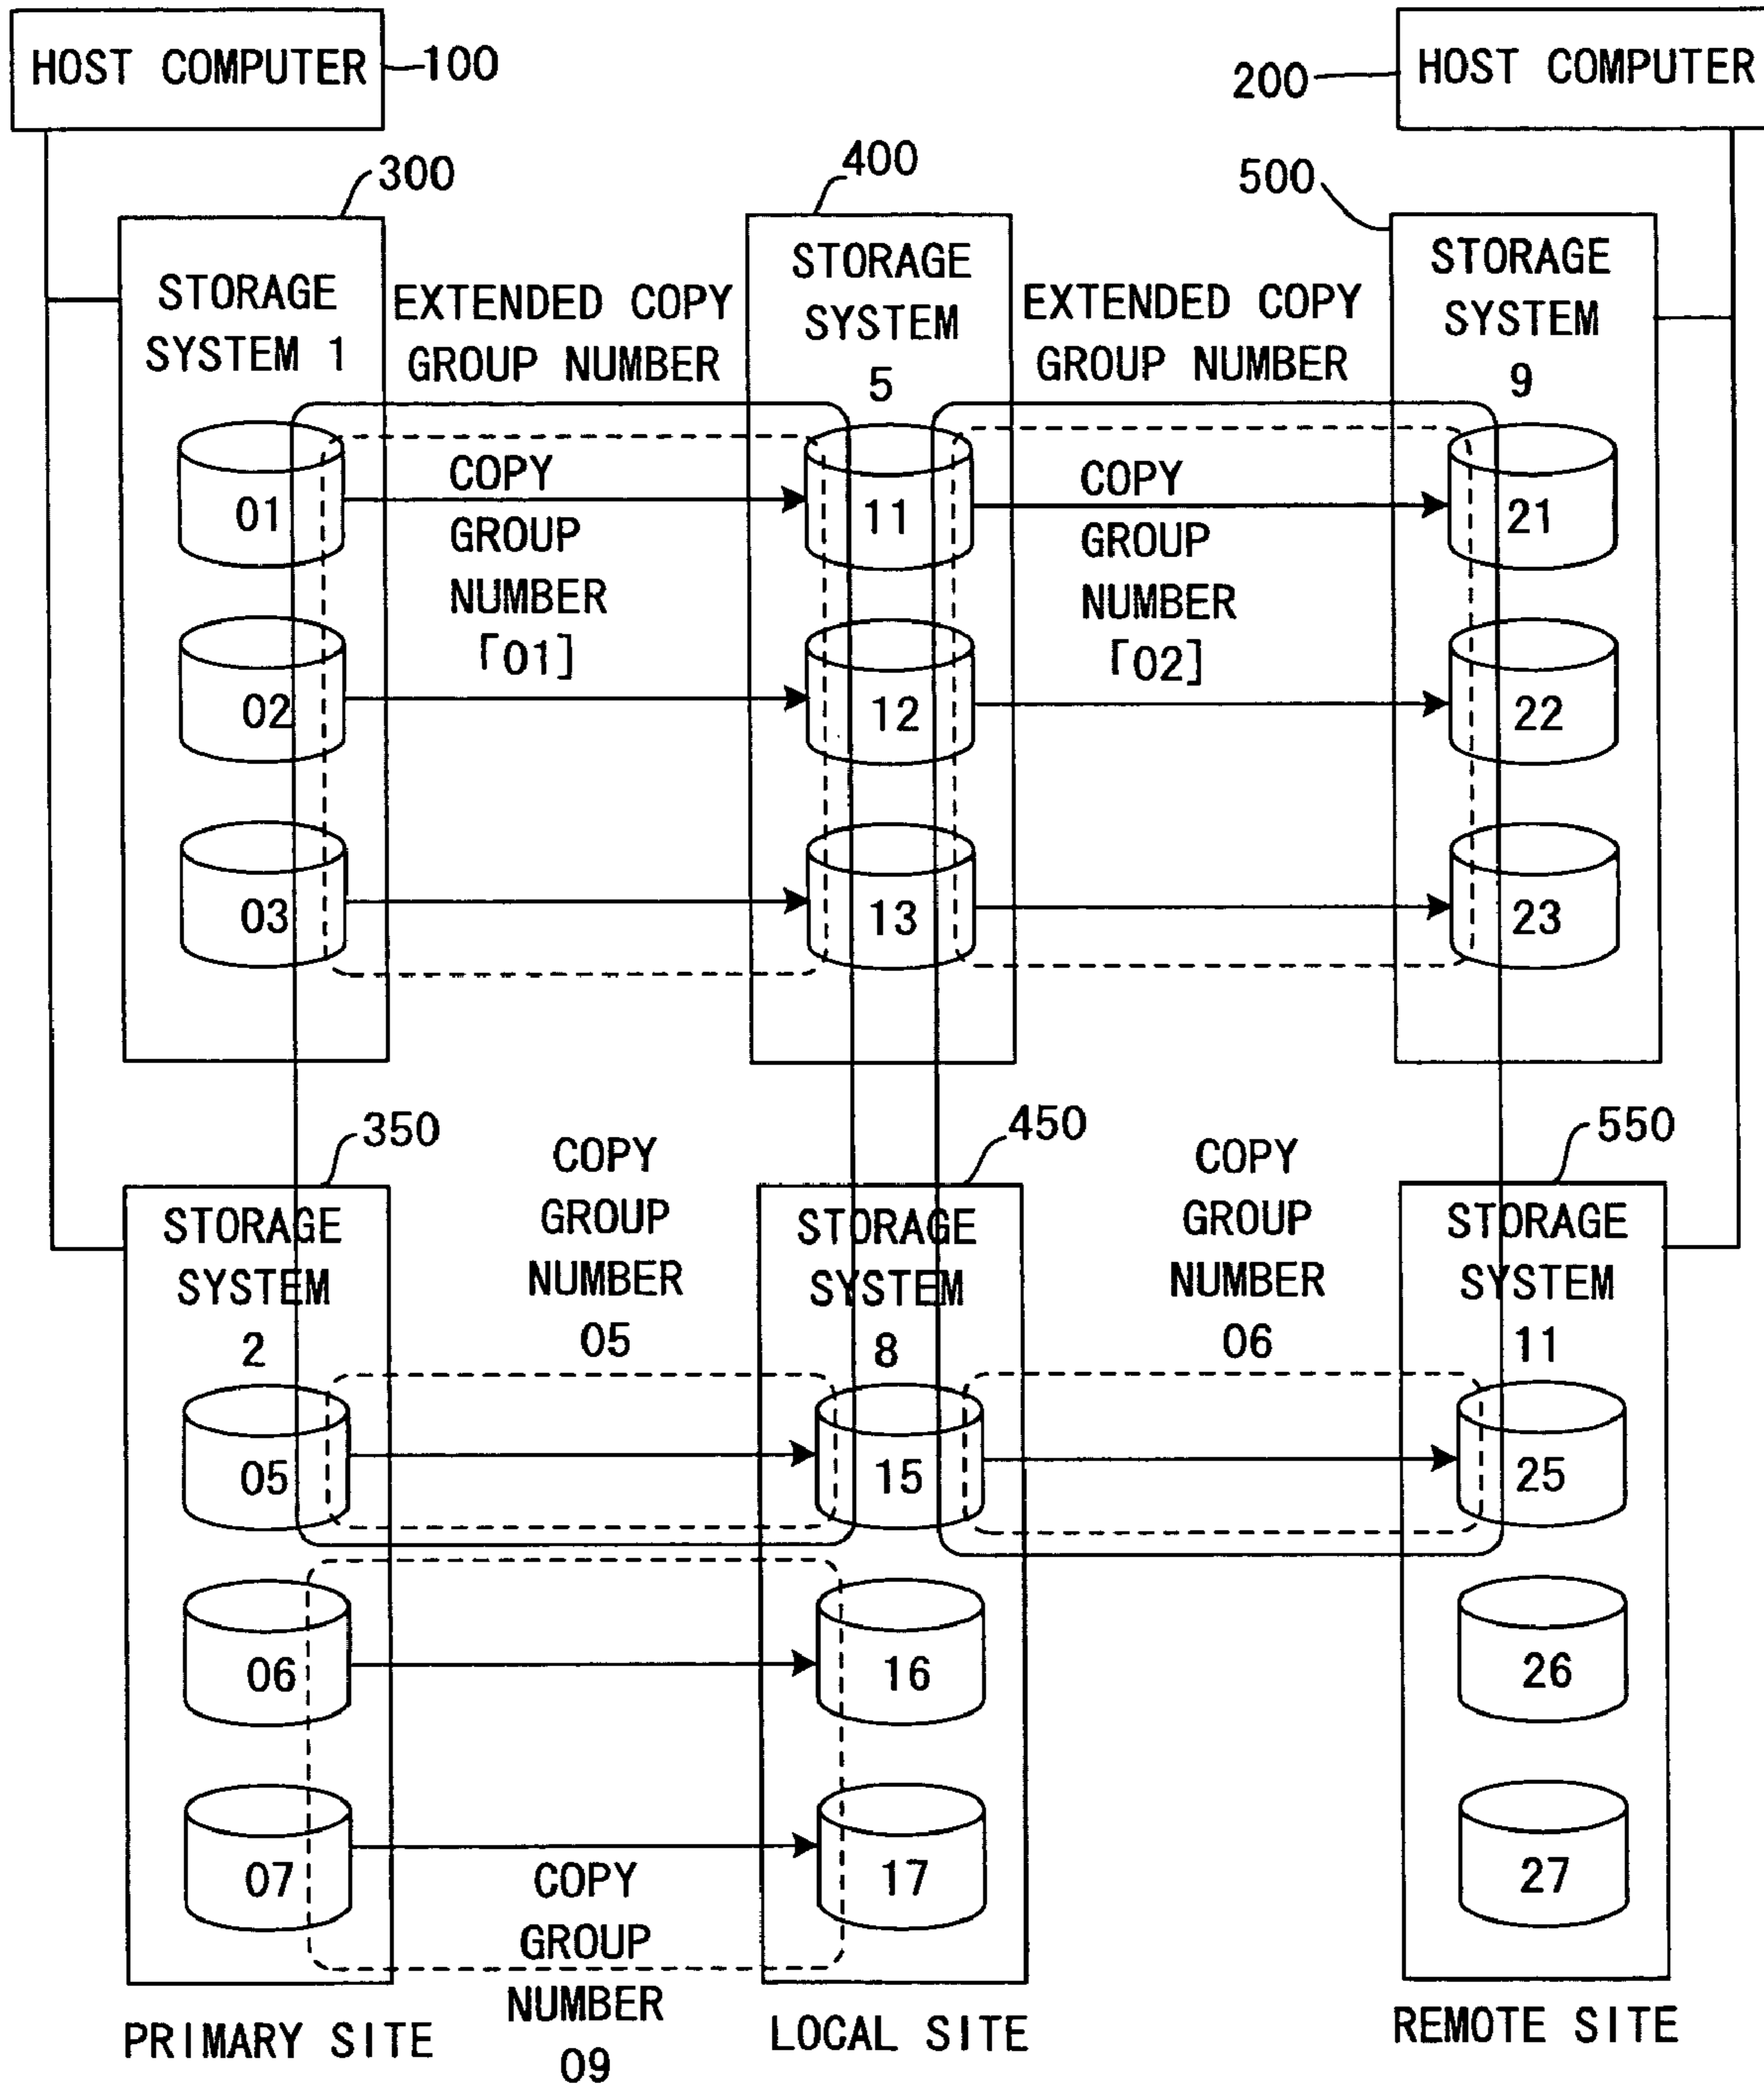 HOST COMPUTER
100
200
HOST COMPUTER
300
400
500
STORAGE
SYSTEM 1
EXTENDED COPY
GROUP NUMBER
STORAGE
SYSTEM
5
EXTENDED COPY
GROUP NUMBER
STORAGE
SYSTEM
9
01
COPY
GROUP
NUMBER
「01]
11
COPY
GROUP
NUMBER
「02]
21
02
12
22
03
13
23
350
450
550
STORAGE
SYSTEM
2
COPY
GROUP
NUMBER
05
STORAGE
SYSTEM
8
COPY
GROUP
NUMBER
06
STORAGE
SYSTEM
11
05
15
25
06
16
26
07
17
27
COPY
GROUP
NUMBER
09
PRIMARY SITE
LOCAL SITE
REMOTE SITE